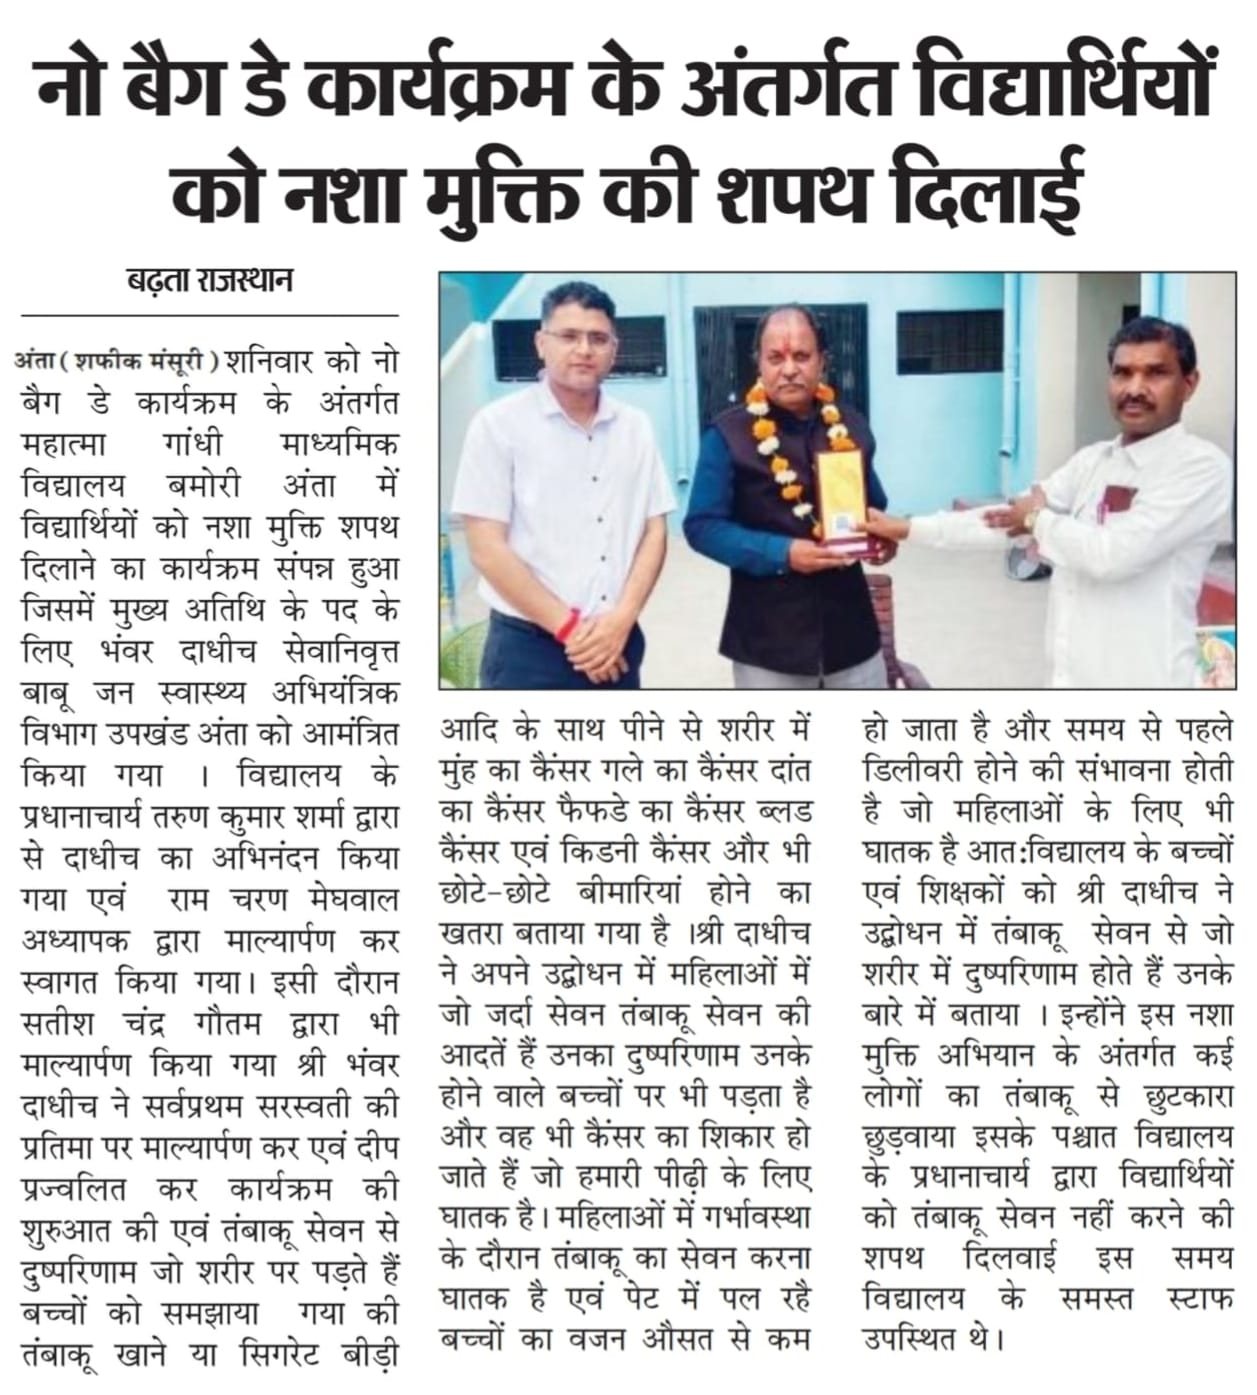 नो बैग डे कार्यक्रम के अंतर्गत विद्यार्थियों
को नशा मुक्ति की शपथ दिलाई
बढ़ता राजस्थान
अंता ( शफीक मंसूरी ) शनिवार को नो
बैग डे कार्यक्रम के अंतर्गत
महात्मा गांधी माध्यमिक
विद्यालय बमोरी अंता में
विद्यार्थियों को नशा मुक्ति शपथ
दिलाने का कार्यक्रम संपन्न हुआ
जिसमें मुख्य अतिथि के पद के
लिए भंवर दाधीच सेवानिवृत्त
बाबू जन स्वास्थ्य अभियंत्रिक
विभाग उपखंड अंता को आमंत्रित
किया गया । विद्यालय के
प्रधानाचार्य तरुण कुमार शर्मा द्वारा
से दाधीच का अभिनंदन किया
गया एवं राम चरण मेघवाल
अध्यापक द्वारा माल्यार्पण कर
स्वागत किया गया। इसी दौरान
सतीश चंद्र गौतम द्वारा भी
माल्यार्पण किया गया श्री भंवर
दाधीच ने सर्वप्रथम सरस्वती की
प्रतिमा पर माल्यार्पण कर एवं दीप
प्रज्वलित कर कार्यक्रम की
शुरुआत की एवं तंबाकू सेवन से
दुष्परिणाम जो शरीर पर पड़ते हैं
बच्चों को समझाया गया की
तंबाकू खाने या सिगरेट बीड़ी
आदि के साथ पीने से शरीर में
मुंह का कैंसर गले का कैंसर दांत
का कैंसर फैफडे का कैंसर ब्लड
कैंसर एवं किडनी कैंसर और भी
छोटे-छोटे बीमारियां होने का
खतरा बताया गया है ।श्री दाधीच
ने अपने उद्बोधन में महिलाओं में
जो जर्दा सेवन तंबाकू सेवन की
आदतें हैं उनका दुष्परिणाम उनके
होने वाले बच्चों पर भी पड़ता है
और वह भी कैंसर का शिकार हो
जाते हैं जो हमारी पीढ़ी के लिए
घातक है। महिलाओं में गर्भावस्था
के दौरान तंबाकू का सेवन करना
घातक है एवं पेट में पल रहै
बच्चों का वजन औसत से कम
हो जाता है और समय से पहले
डिलीवरी होने की संभावना होती
है जो महिलाओं के लिए भी
घातक है आत:विद्यालय के बच्चों
एवं शिक्षकों को श्री दाधीच ने
उद्बोधन में तंबाकू सेवन से जो
शरीर में दुष्परिणाम होते हैं उनके
बारे में बताया । इन्होंने इस नशा
मुक्ति अभियान के अंतर्गत कई
लोगों का तंबाकू से छुटकारा
छुड़वाया इसके पश्चात विद्यालय
के प्रधानाचार्य द्वारा विद्यार्थियों
को तंबाकू सेवन नहीं करने की
शपथ दिलवाई इस समय
विद्यालय के समस्त स्टाफ
उपस्थित थे।